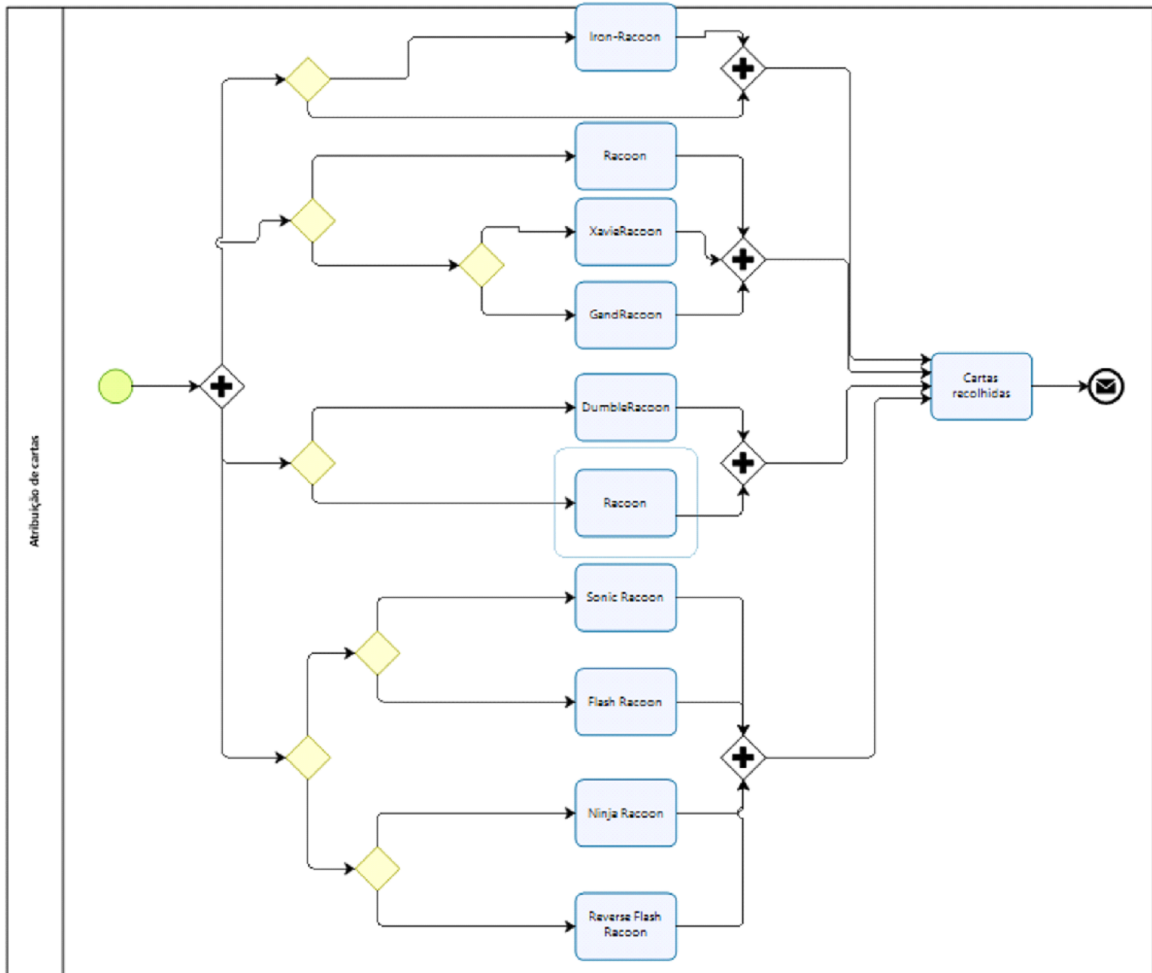 Atribuição de cartas
Iron-Racoon
Racoon
XavieRacoon
GandRacoon
DumbleRacoon
Racoon
Sonic Racoon
Flash Racoon
Ninja Racoon
Reverse Flash
Racoon
Cartas
recolhidas